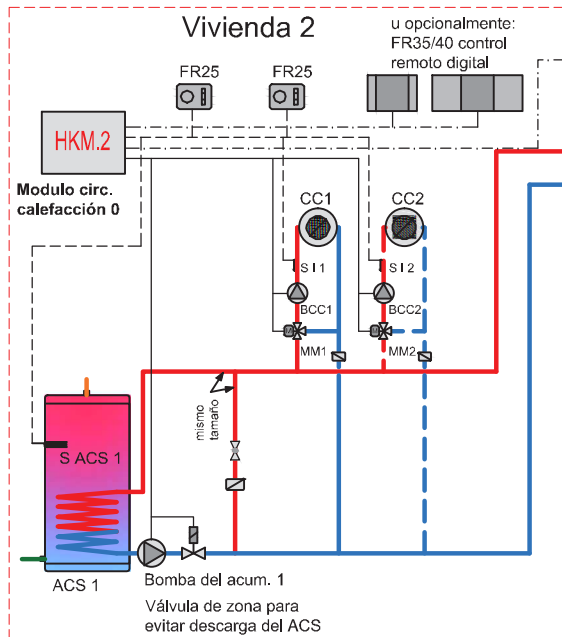 Vivienda 2
u opcionalmente:
FR35/40 control
remoto digital
FR25
FR25
HKM.2
Modulo circ.
calefacción 0
CC1
CC2
S I 1
S I 2
BCC1
BCC2
M
M
MM1
MM2
mismo
tamaño
S ACS 1
ACS 1
Bomba del acum. 1
Válvula de zona para
evitar descarga del ACS